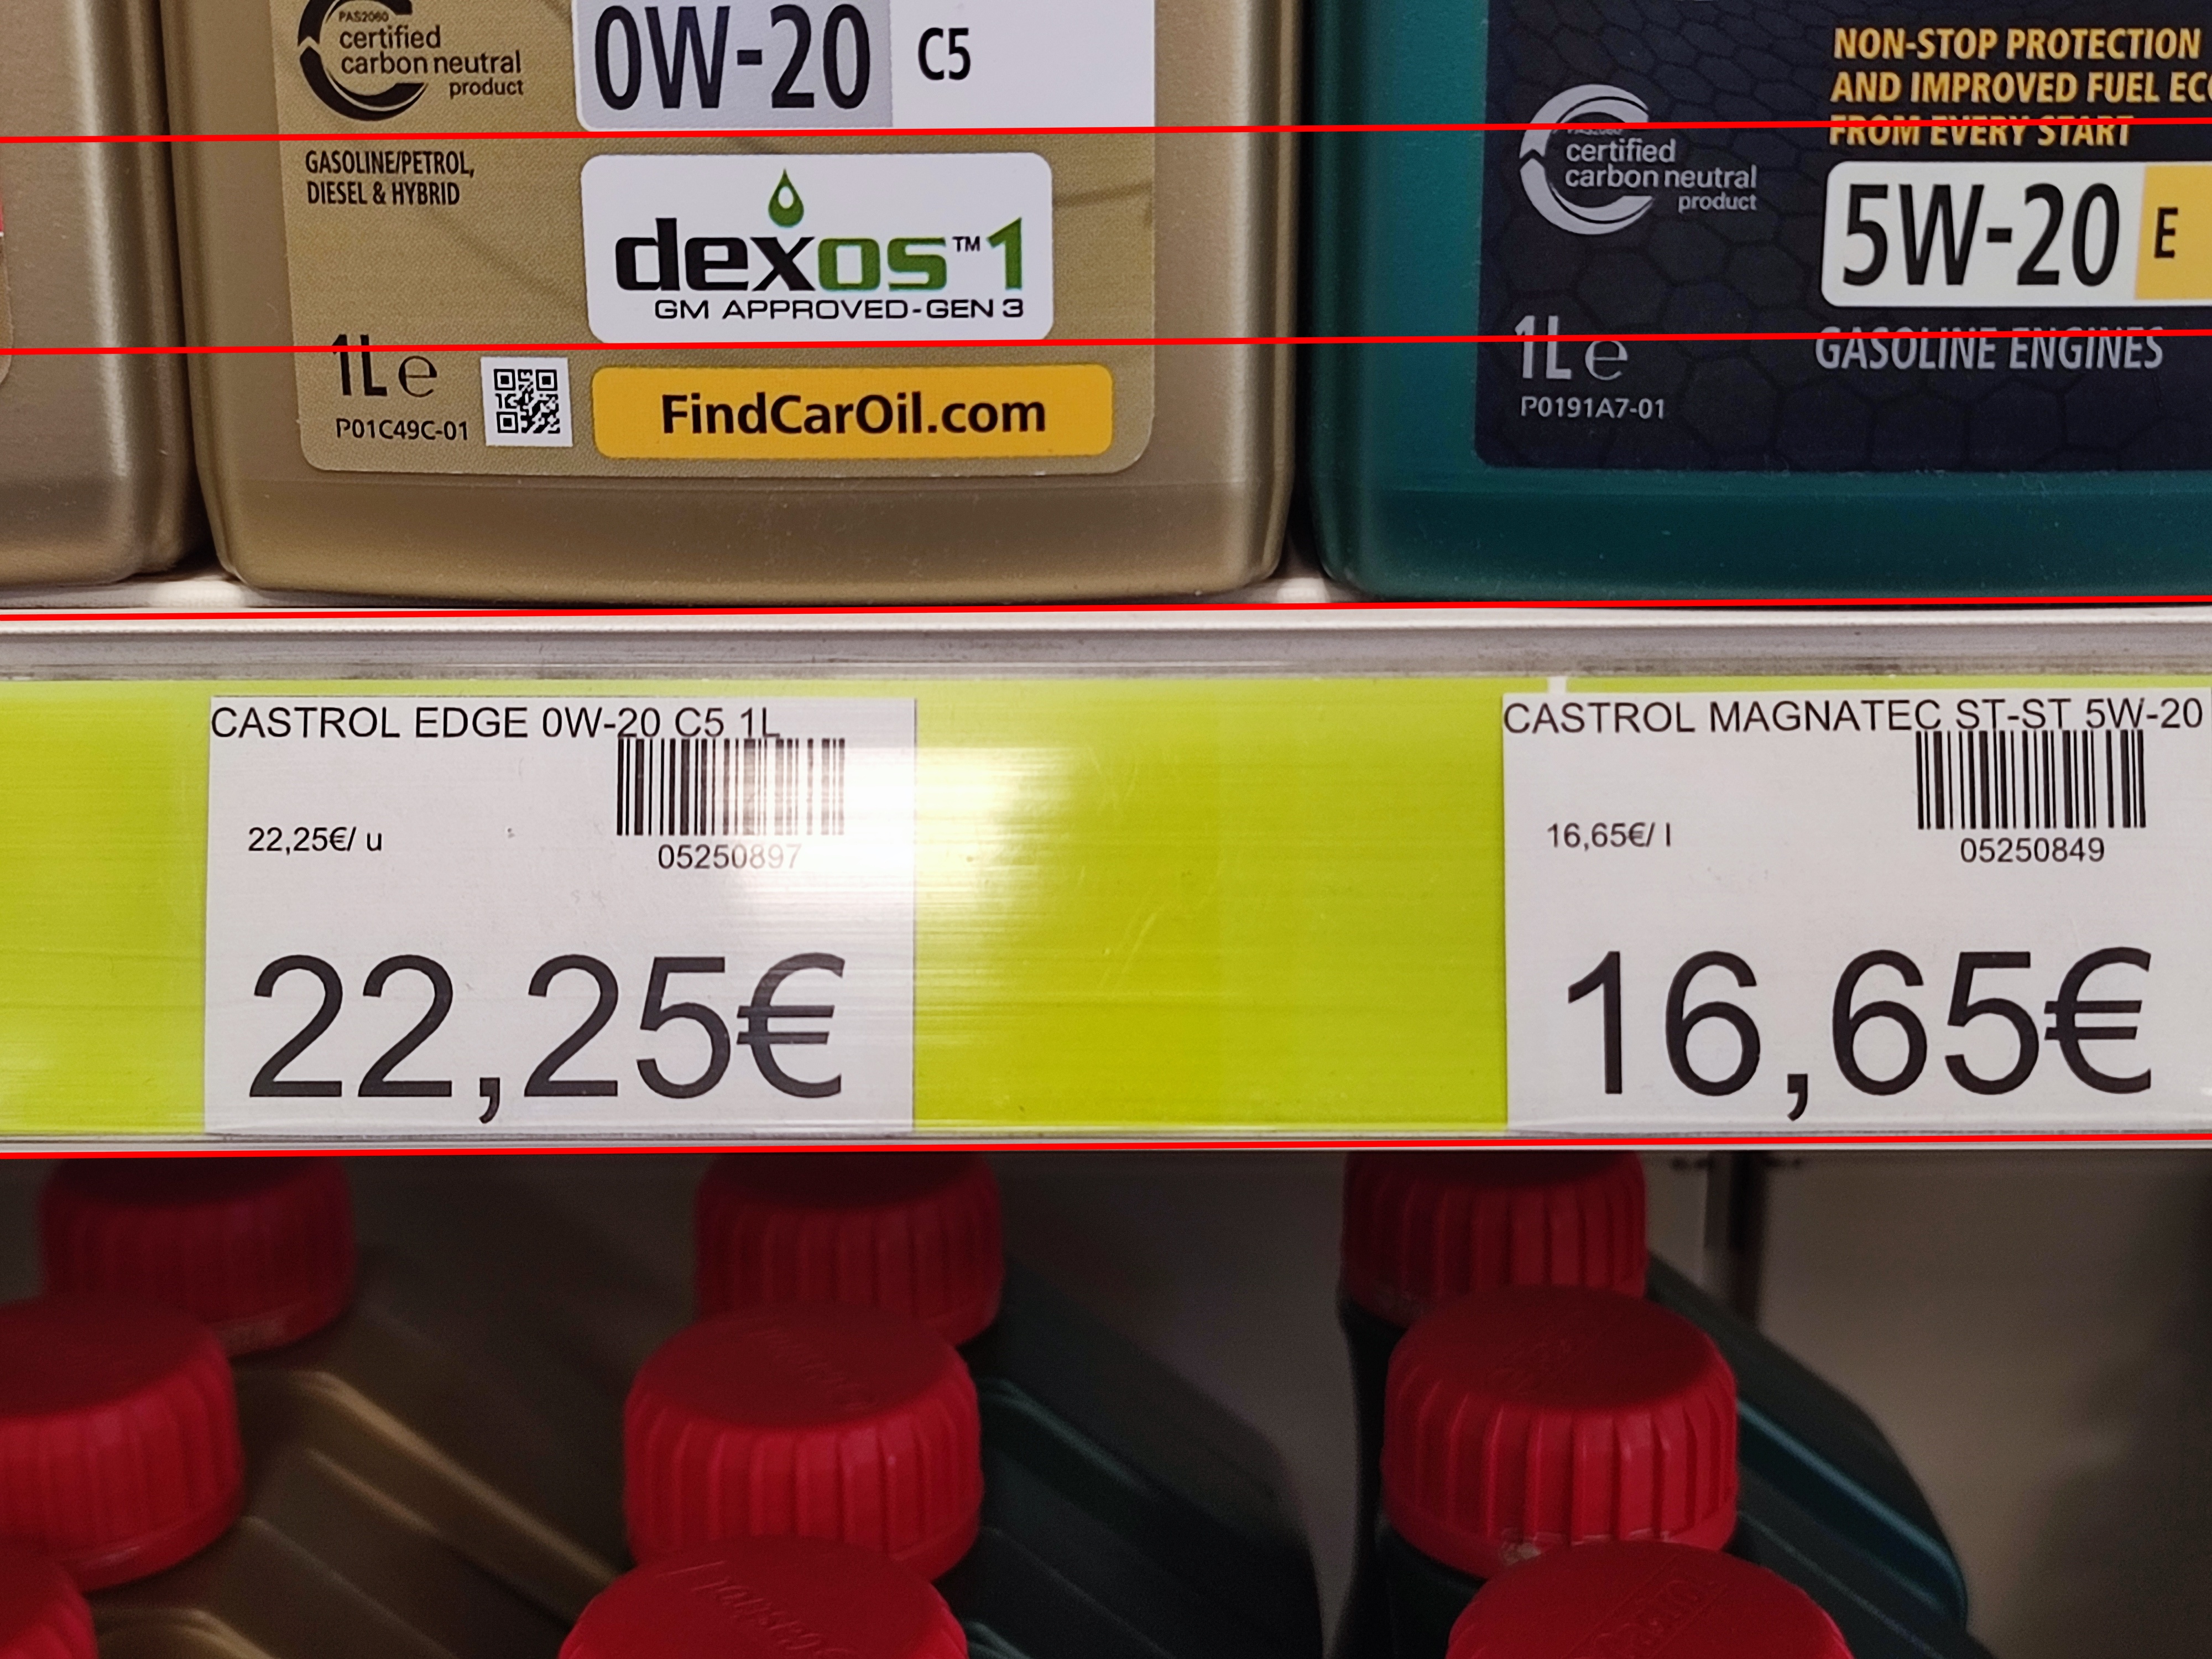 PAS2060
certified
carbon neutral
product
0W-20 C5
GASOLINE/PETROL,
DIESEL & HYBRID
dexos™1
GM APPROVED-GEN 3
1L e
P01C49C-01
FindCarOil.com
NON-STOP PROTECTION
AND IMPROVED FUEL
FROM EVERY START
PAS2060
certified
carbon neutral
product
5W-20 E
1L e
GASOLINE ENGINES
P0191A7-01
CASTROL EDGE 0W-20 C5 1L
22,25€/ u
05250897
22,25€
CASTROL MAGNATEC ST-ST 5W-20
16,65€/ l
05250849
16,65€
Castrol